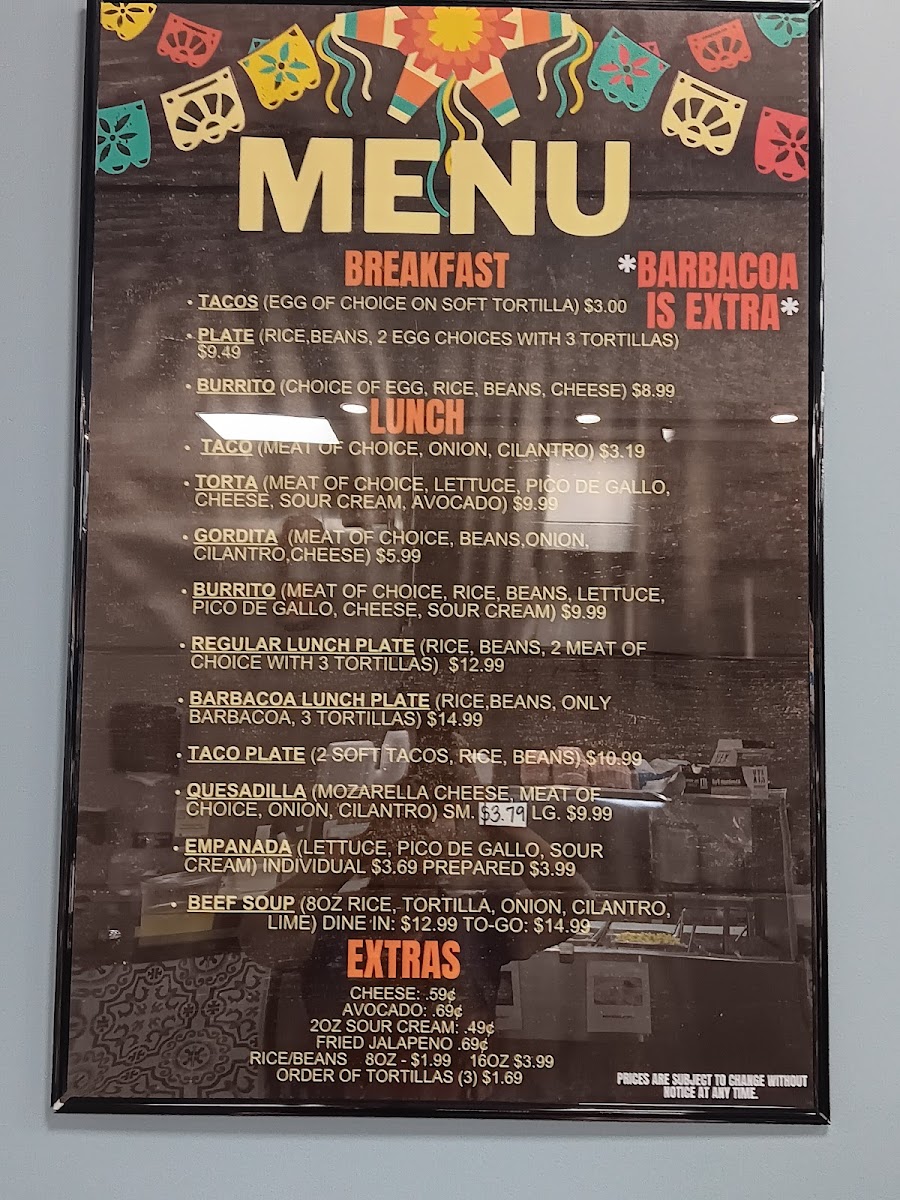 MENU
BREAKFAST
*BARBACOA
IS EXTRA*
• TACOS (EGG OF CHOICE ON SOFT TORTILLA) $3.00
• PLATE (RICE,BEANS, 2 EGG CHOICES WITH 3 TORTILLAS)
$9.49
• BURRITO (CHOICE OF EGG, RICE, BEANS, CHEESE) $8.99
LUNCH
• TACO (MEAT OF CHOICE, ONION, CILANTRO) $3.19
• TORTA (MEAT OF CHOICE, LETTUCE, PICO DE GALLO,
CHEESE, SOUR CREAM, AVOCADO) $9.99
• GORDITA (MEAT OF CHOICE, BEANS,ONION,
CILANTRO,CHEESE) $5.99
• BURRITO (MEAT OF CHOICE, RICE, BEANS, LETTUCE,
PICO DE GALLO, CHEESE, SOUR CREAM) $9.99
• REGULAR LUNCH PLATE (RICE, BEANS, 2 MEAT OF
CHOICE WITH 3 TORTILLAS) $12.99
• BARBACOA LUNCH PLATE (RICE,BEANS, ONLY
BARBACOA, 3 TORTILLAS) $14.99
• TACO PLATE (2 SOFT TACOS, RICE, BEANS) $10.99
• QUESADILLA (MOZARELLA CHEESE, MEAT OF
CHOICE, ONION, CILANTRO) SM. $3.79 LG. $9.99
• EMPANADA (LETTUCE, PICO DE GALLO, SOUR
CREAM) INDIVIDUAL $3.69 PREPARED $3.99
• BEEF SOUP (8OZ RICE, TORTILLA, ONION, CILANTRO,
LIME) DINE IN: $12.99 TO-GO: $14.99
EXTRAS
CHEESE: .59¢
AVOCADO: .69¢
2OZ SOUR CREAM: .49¢
FRIED JALAPENO .69¢
RICE/BEANS 8OZ - $1.99 16OZ $3.99
ORDER OF TORTILLAS (3) $1.69
PRICES ARE SUBJECT TO CHANGE WITHOUT
NOTICE AT ANY TIME.